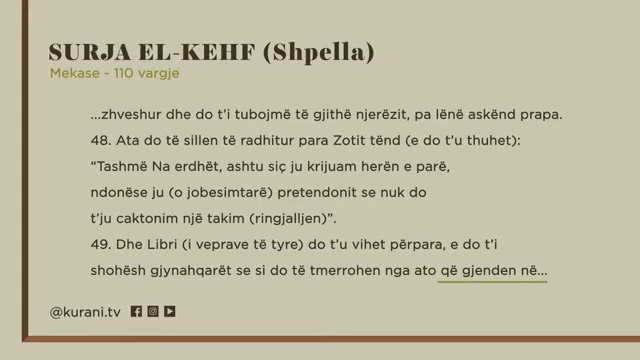 SURJA EL-KEHF (Shpella)
Mekase - 110 vargje
...zhveshur dhe do t’i tubojmë të gjithë njerëzit, pa lënë askënd prapa.
48. Ata do të sillen të radhitur para Zotit tënd (e do t’u thuhet):
“Tashmë Na erdhët, ashtu siç ju krijuam herën e parë,
ndonëse ju (o jobesimtarë) pretendonit se nuk do
t’ju caktonim një takim (ringjalljen)”.
49. Dhe Libri (i veprave të tyre) do t’u vihet përpara, e do t’i
shohësh gjynahqarët se si do të tmerrohen nga ato që gjenden në...
@kurani.tv